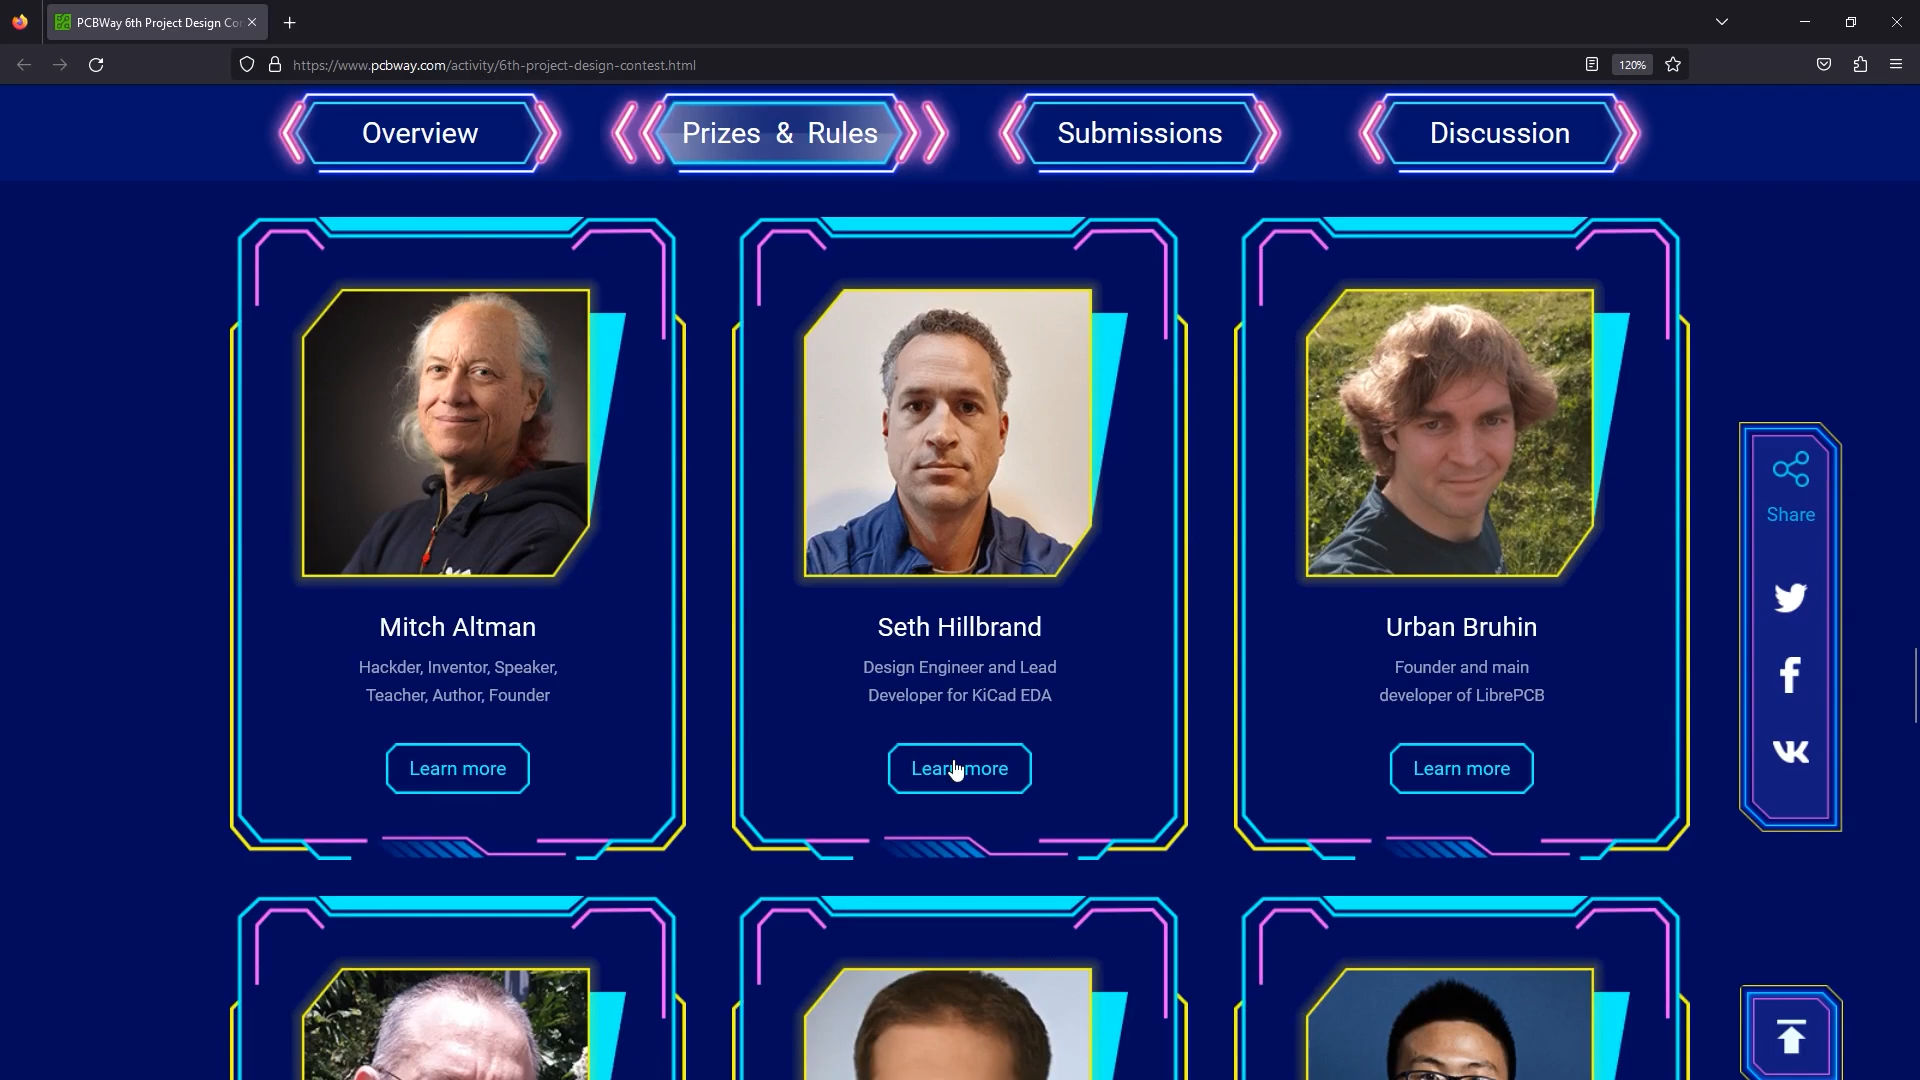 PCBWay 6th Project Design Co
https://www.pcbway.com/activity/6th-project-design-contest.html
120%
Overview
Prizes & Rules
Submissions
Discussion
Mitch Altman
Hackder, Inventor, Speaker,
Teacher, Author, Founder
Learn more
Seth Hillbrand
Design Engineer and Lead
Developer for KiCad EDA
Learn more
Urban Bruhin
Founder and main
developer of LibrePCB
Learn more
Share